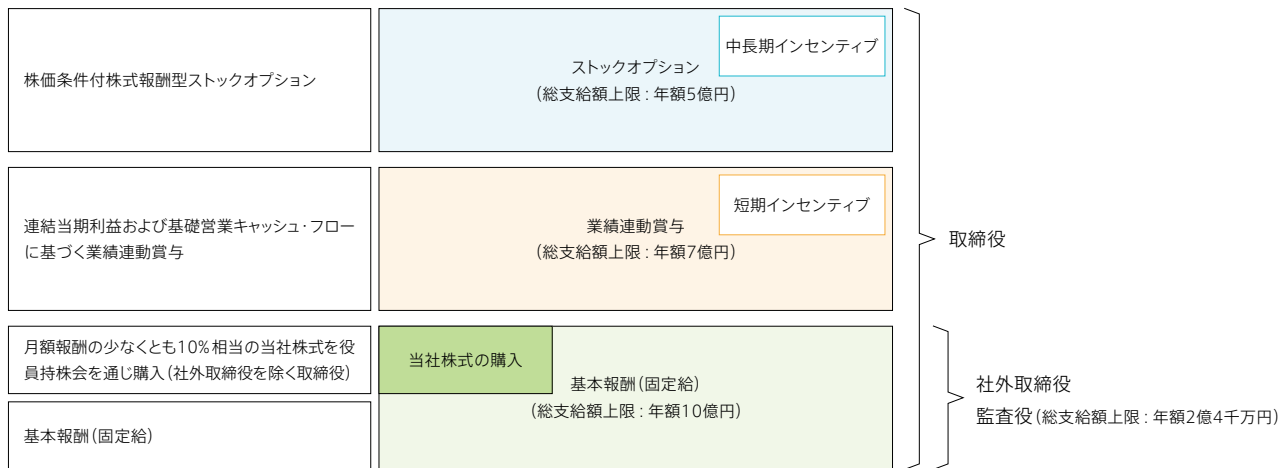 株価条件付株式報酬型ストックオプション
中長期インセンティブ
ストックオプション
(総支給額上限：年額5億円)
連結当期利益および基礎営業キャッシュ・フロー
に基づく業績連動賞与
短期インセンティブ
業績連動賞与
(総支給額上限：年額7億円)
取締役
月額報酬の少なくとも10%相当の当社株式を役
員持株会を通じ購入(社外取締役を除く取締役)
当社株式の購入
基本報酬(固定給)
(総支給額上限：年額10億円)
基本報酬(固定給)
社外取締役
監査役(総支給額上限：年額2億4千万円)